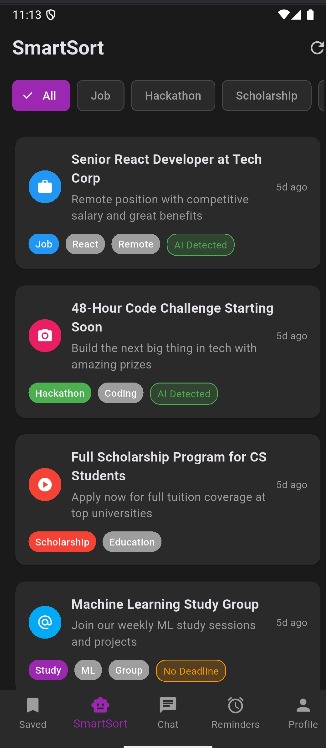 11:13
SmartSort
All
Job
Hackathon
Scholarship
Senior React Developer at Tech
Corp
5d ago
Remote position with competitive
salary and great benefits
Job
React
Remote
AI Detected
48-Hour Code Challenge Starting
Soon
5d ago
Build the next big thing in tech with
amazing prizes
Hackathon
Coding
AI Detected
Full Scholarship Program for CS
Students
5d ago
Apply now for full tuition coverage at
top universities
Scholarship
Education
Machine Learning Study Group
5d ago
Join our weekly ML study sessions
and projects
Study
ML
Group
No Deadline
Saved
SmartSort
Chat
Reminders
Profile